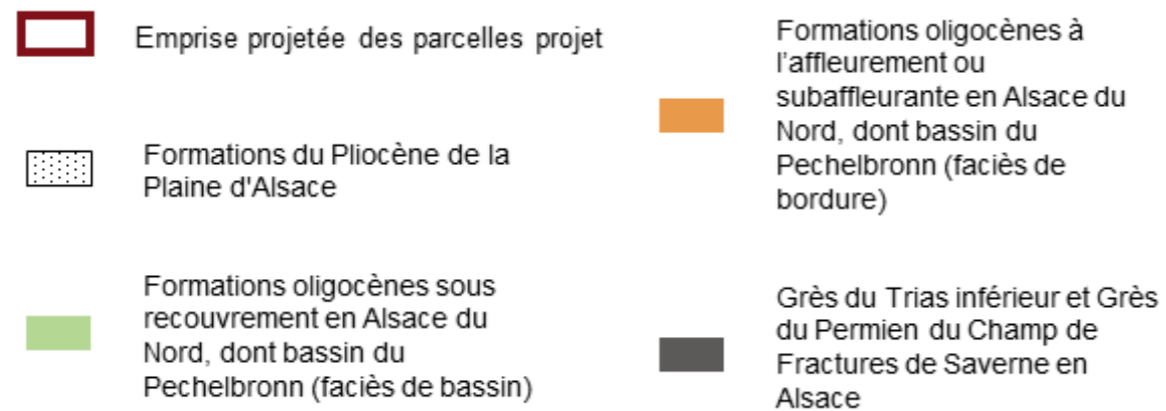 Emprise projetée des parcelles projet
Formations du Pliocène de la
Plaine d'Alsace
Formations oligocènes sous
recouvrement en Alsace du
Nord, dont bassin du
Pechelbronn (faciès de bassin)
Formations oligocènes à
l'affleurement ou
subaffleurante en Alsace du
Nord, dont bassin du
Pechelbronn (faciès de
bordure)
Grès du Trias inférieur et Grès
du Permien du Champ de
Fractures de Saverne en
Alsace